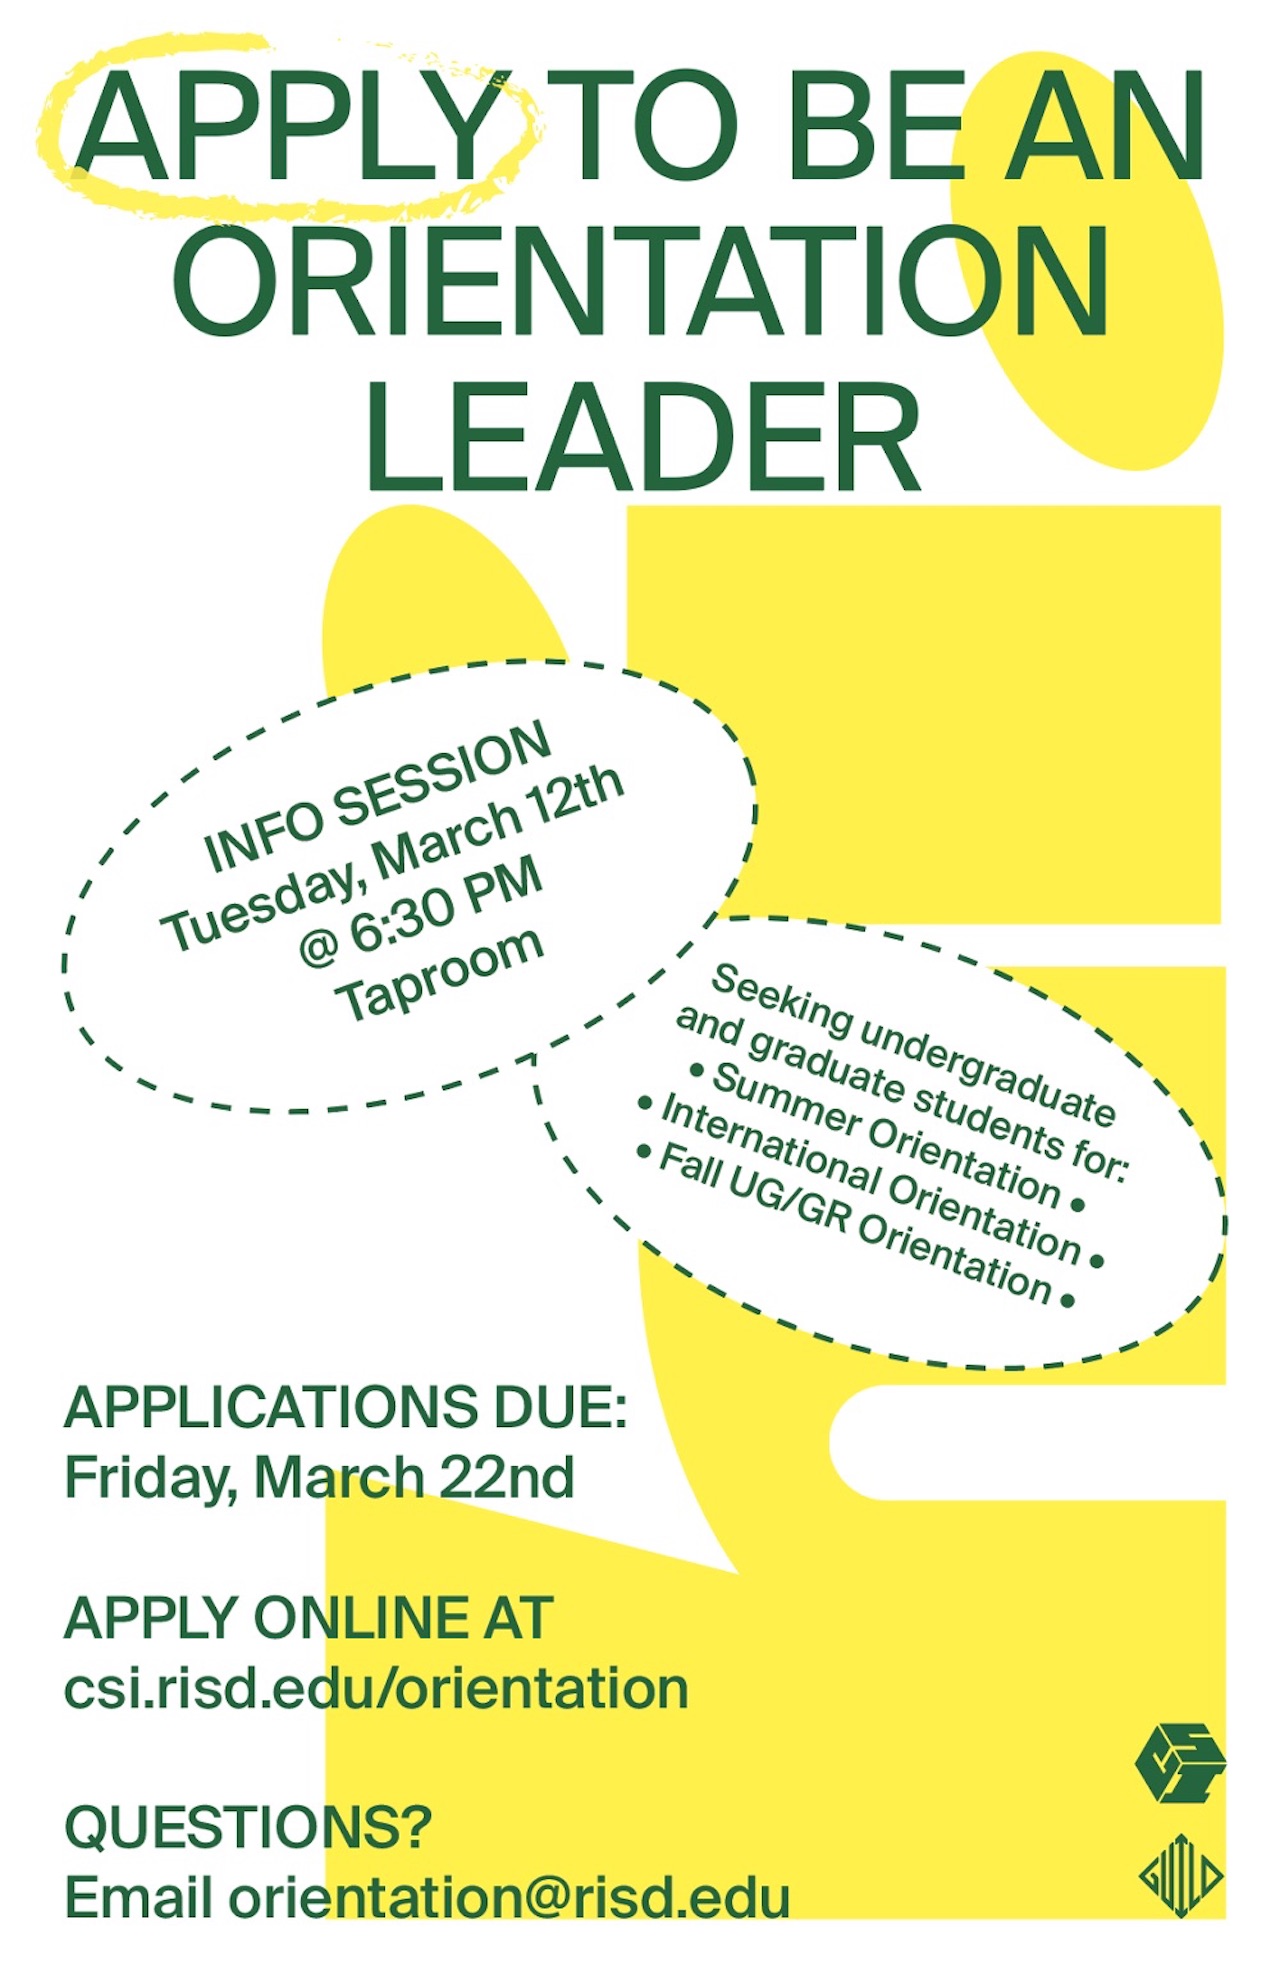 APPLY TO BE AN
ORIENTATION
LEADER
INFO SESSION
Tuesday, March 12th
@ 6:30 PM
Taproom
Seeking undergraduate
and graduate students for:
• Summer Orientation •
• International Orientation •
• Fall UG/GR Orientation •
APPLICATIONS DUE:
Friday, March 22nd
APPLY ONLINE AT
csi.risd.edu/orientation
QUESTIONS?
Email orientation@risd.edu
CSI
GUILD